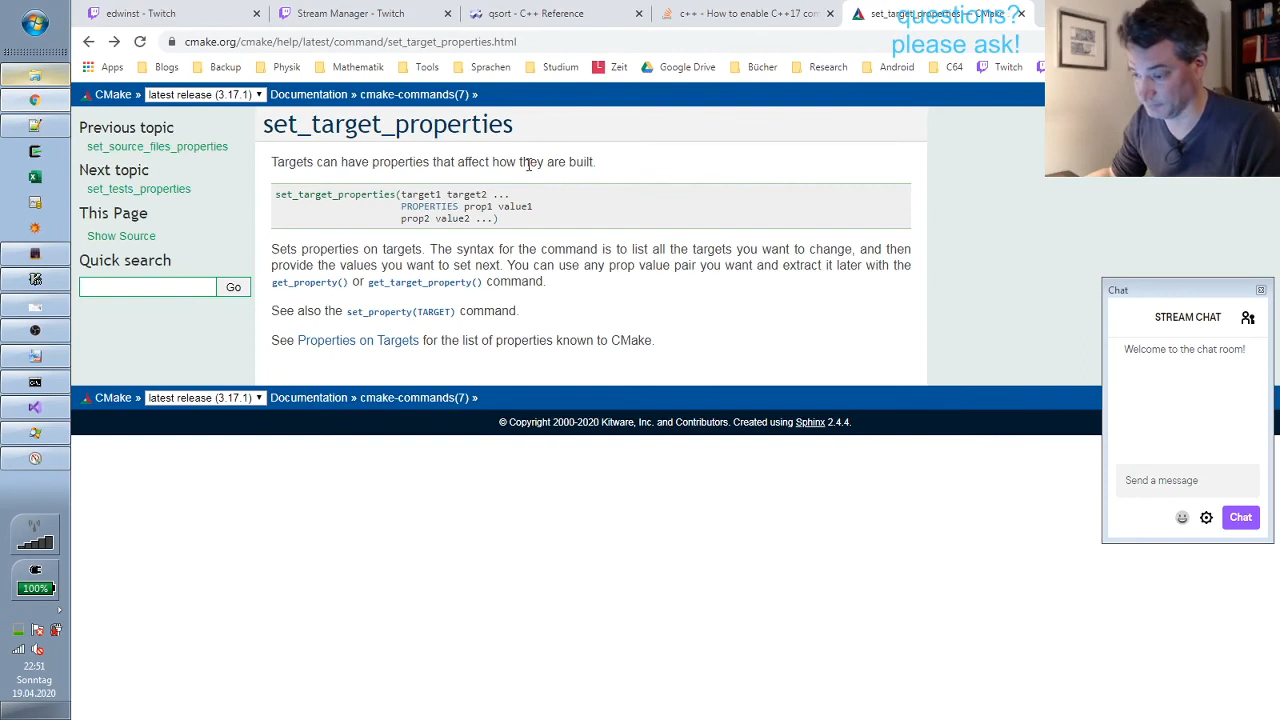 edwinst - Twitch
Stream Manager - Twitch
qsort - C++ Reference
c++ - How to enable C++17 com
set_target_properties — CMake
questions?
please ask!
cmake.org/cmake/help/latest/command/set_target_properties.html
Apps
Blogs
Backup
Physik
Mathematik
Tools
Sprachen
Studium
Zeit
Google Drive
Bücher
Research
Android
C64
Twitch
CMake » latest release (3.17.1) Documentation » cmake-commands(7) »
Previous topic
set_source_files_properties
Next topic
set_tests_properties
This Page
Show Source
Quick search
Go
set_target_properties
Targets can have properties that affect how they are built.
set_target_properties(target1 target2 ...
PROPERTIES prop1 value1
prop2 value2 ...)
Sets properties on targets. The syntax for the command is to list all the targets you want to change, and then
provide the values you want to set next. You can use any prop value pair you want and extract it later with the
get_property() or get_target_property() command.
See also the set_property(TARGET) command.
See Properties on Targets for the list of properties known to CMake.
CMake » latest release (3.17.1) Documentation » cmake-commands(7) »
© Copyright 2000-2020 Kitware, Inc. and Contributors. Created using Sphinx 2.4.4.
Chat
STREAM CHAT
Welcome to the chat room!
Send a message
Chat
100%
22:51
Sonntag
19.04.2020